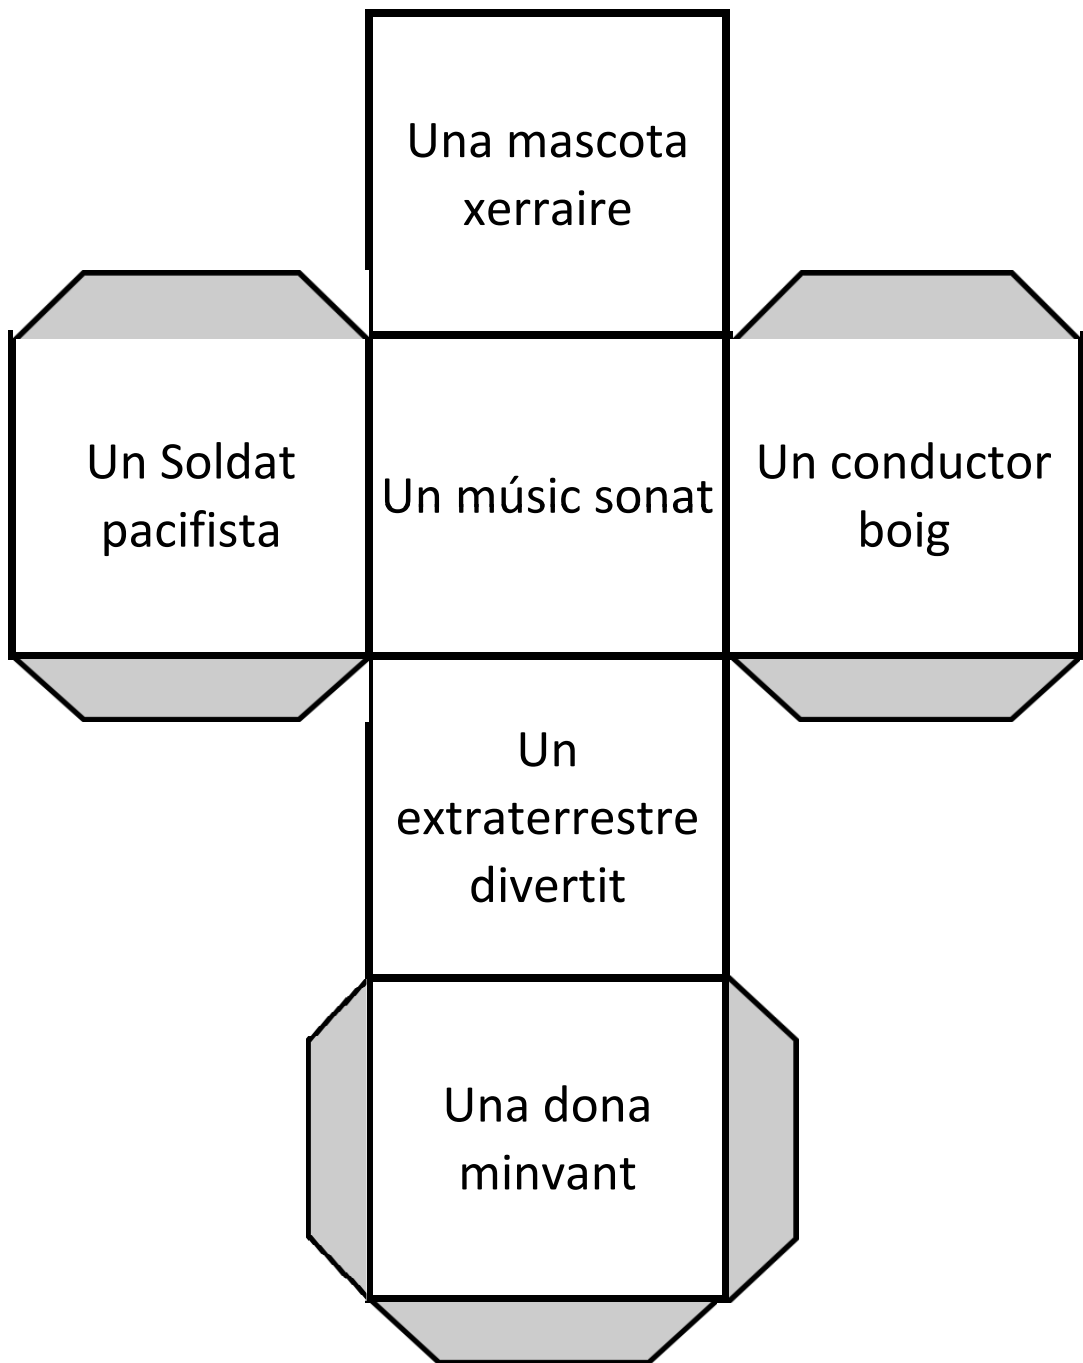 Una mascota
xerraire
Un Soldat
pacifista
Un músic sonat
Un conductor
boig
Un
extraterrestre
divertit
Una dona
minvant